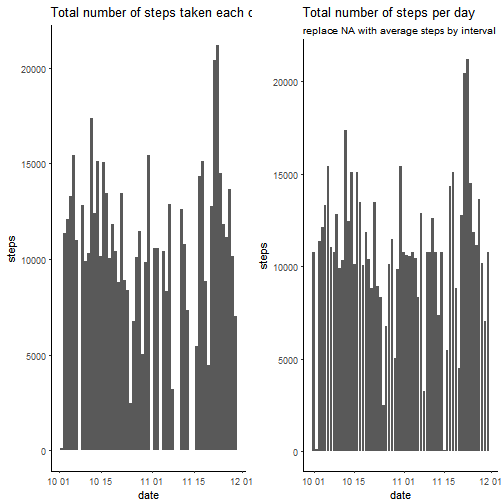 Total number of steps taken each c
steps
20000
15000
10000
5000
0
10 01 10 15 11 01 11 15 12 01
date
Total number of steps per day
replace NA with average steps by interval
steps
20000
15000
10000
5000
0
10 01 10 15 11 01 11 15 12 01
date